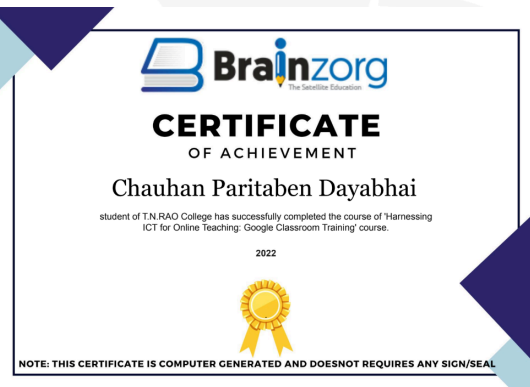 Brainzorg
The Satellite Education
CERTIFICATE
OF ACHIEVEMENT
Chauhan Paritaben Dayabhai
student of T.N.RAO College has successfully completed the course of 'Harnessing
ICT for Online Teaching: Google Classroom Training' course.
2022
NOTE: THIS CERTIFICATE IS COMPUTER GENERATED AND DOESNOT REQUIRES ANY SIGN/SEAL